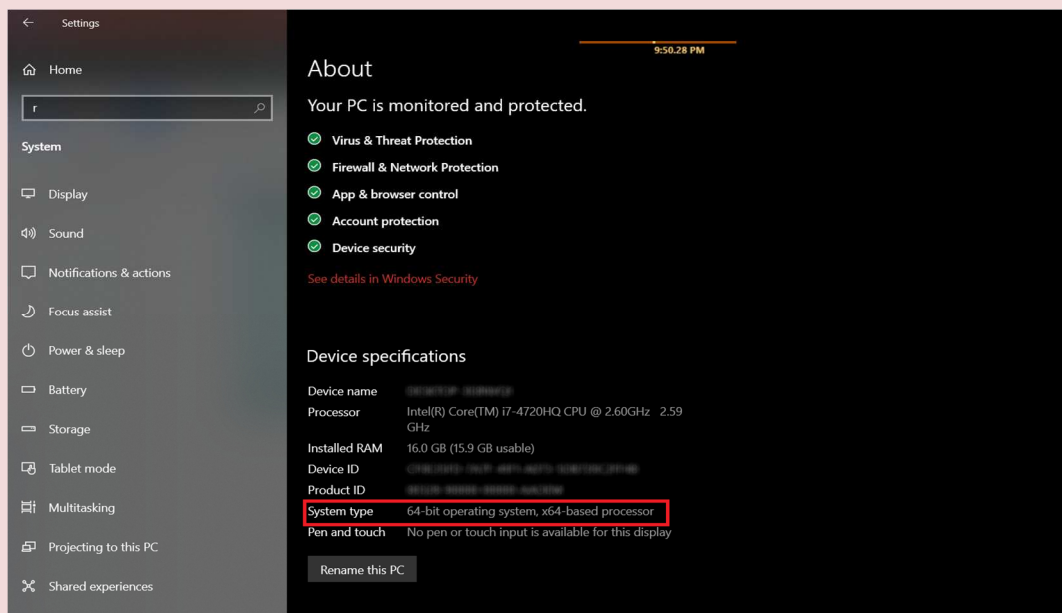 Settings
Home
r
System
Display
Sound
Notifications & actions
Focus assist
Power & sleep
Battery
Storage
Tablet mode
Multitasking
Projecting to this PC
Shared experiences
9:50.28 PM
About
Your PC is monitored and protected.
Virus & Threat Protection
Firewall & Network Protection
App & browser control
Account protection
Device security
See details in Windows Security
Device specifications
Device name
Processor Intel(R) Core(TM) i7-4720HQ CPU @ 2.60GHz 2.59
GHz
Installed RAM 16.0 GB (15.9 GB usable)
Device ID
Product ID
System type 64-bit operating system, x64-based processor
Pen and touch No pen or touch input is available for this display
Rename this PC